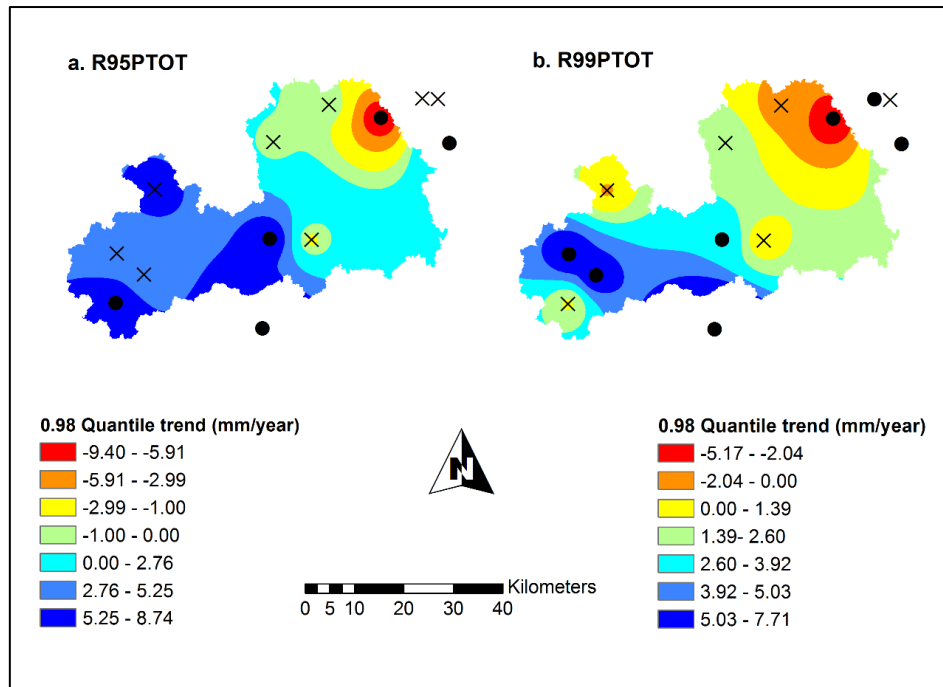 a. R95PTOT
b. R99PTOT
0.98 Quantile trend (mm/year)
-9.40 - -5.91
-5.91 - -2.99
-2.99 - -1.00
-1.00 - 0.00
0.00 - 2.76
2.76 - 5.25
5.25 - 8.74
N
Kilometers
0 5 10 20 30 40
0.98 Quantile trend (mm/year)
-5.17 - -2.04
-2.04 - 0.00
0.00 - 1.39
1.39- 2.60
2.60 - 3.92
3.92 - 5.03
5.03 - 7.71